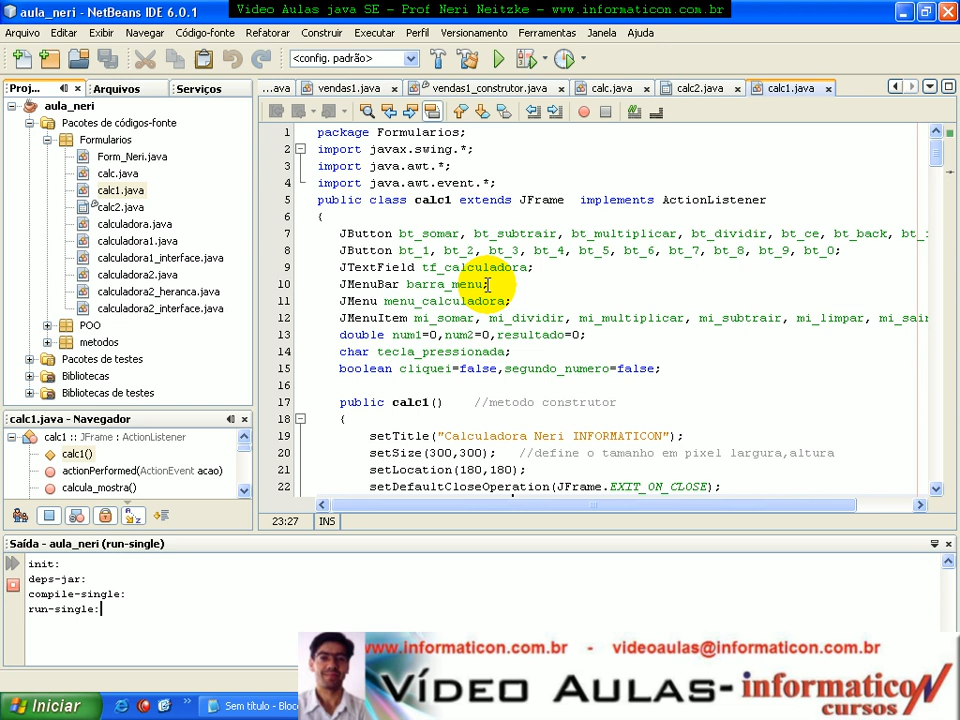 aula_neri - NetBeans IDE 6.0.1
Video Aulas java SE - Prof Neri Neitzke - www.informaticon.com.br
Arquivo Editar Exibir Navegar Código-fonte Refatorar Construir Executar Perfil Versionamento Ferramentas Janela Ajuda
<config. padrão>
Proj... Arquivos Serviços
...ava vendas1.java vendas1_construtor.java calc.java calc2.java calc1.java
aula_neri
Pacotes de códigos-fonte
Formularios
Form_Neri.java
calc.java
calc1.java
calc2.java
calculadora.java
calculadora1.java
calculadora1_interface.java
calculadora2.java
calculadora2_heranca.java
calculadora2_interface.java
POO
metodos
Pacotes de testes
Bibliotecas
Bibliotecas de testes
1 package Formularios;
2 import javax.swing.*;
3 import java.awt.*;
4 import java.awt.event.*;
5 public class calc1 extends JFrame implements ActionListener
6 {
7 JButton bt_somar, bt_subtrair, bt_multiplicar, bt_dividir, bt_ce, bt_back, bt_
8 JButton bt_1, bt_2, bt_3, bt_4, bt_5, bt_6, bt_7, bt_8, bt_9, bt_0;
9 JTextField tf_calculadora;
10 JMenuBar barra_menu;
11 JMenu menu_calculadora;
12 JMenuItem mi_somar, mi_dividir, mi_multiplicar, mi_subtrair, mi_limpar, mi_sair
13 double num1=0,num2=0,resultado=0;
14 char tecla_pressionada;
15 boolean cliquei=false,segundo_numero=false;
16
17 public calc1() //metodo construtor
18 {
19 setTitle("Calculadora Neri INFORMATICON");
20 setSize(300,300); //define o tamanho em pixel largura,altura
21 setLocation(180,180);
22 setDefaultCloseOperation(JFrame.EXIT_ON_CLOSE);
23:27 INS
calc1.java - Navegador
calc1 :: JFrame : ActionListener
calc1()
actionPerformed(ActionEvent acao)
calcula_mostra()
Saída - aula_neri (run-single)
init:
deps-jar:
compile-single:
run-single:
www.informaticon.com.br - videoaulas@informaticon.com.br
VÍDEO AULAS- informaticon
cursos
Iniciar
Sem título - Bloc